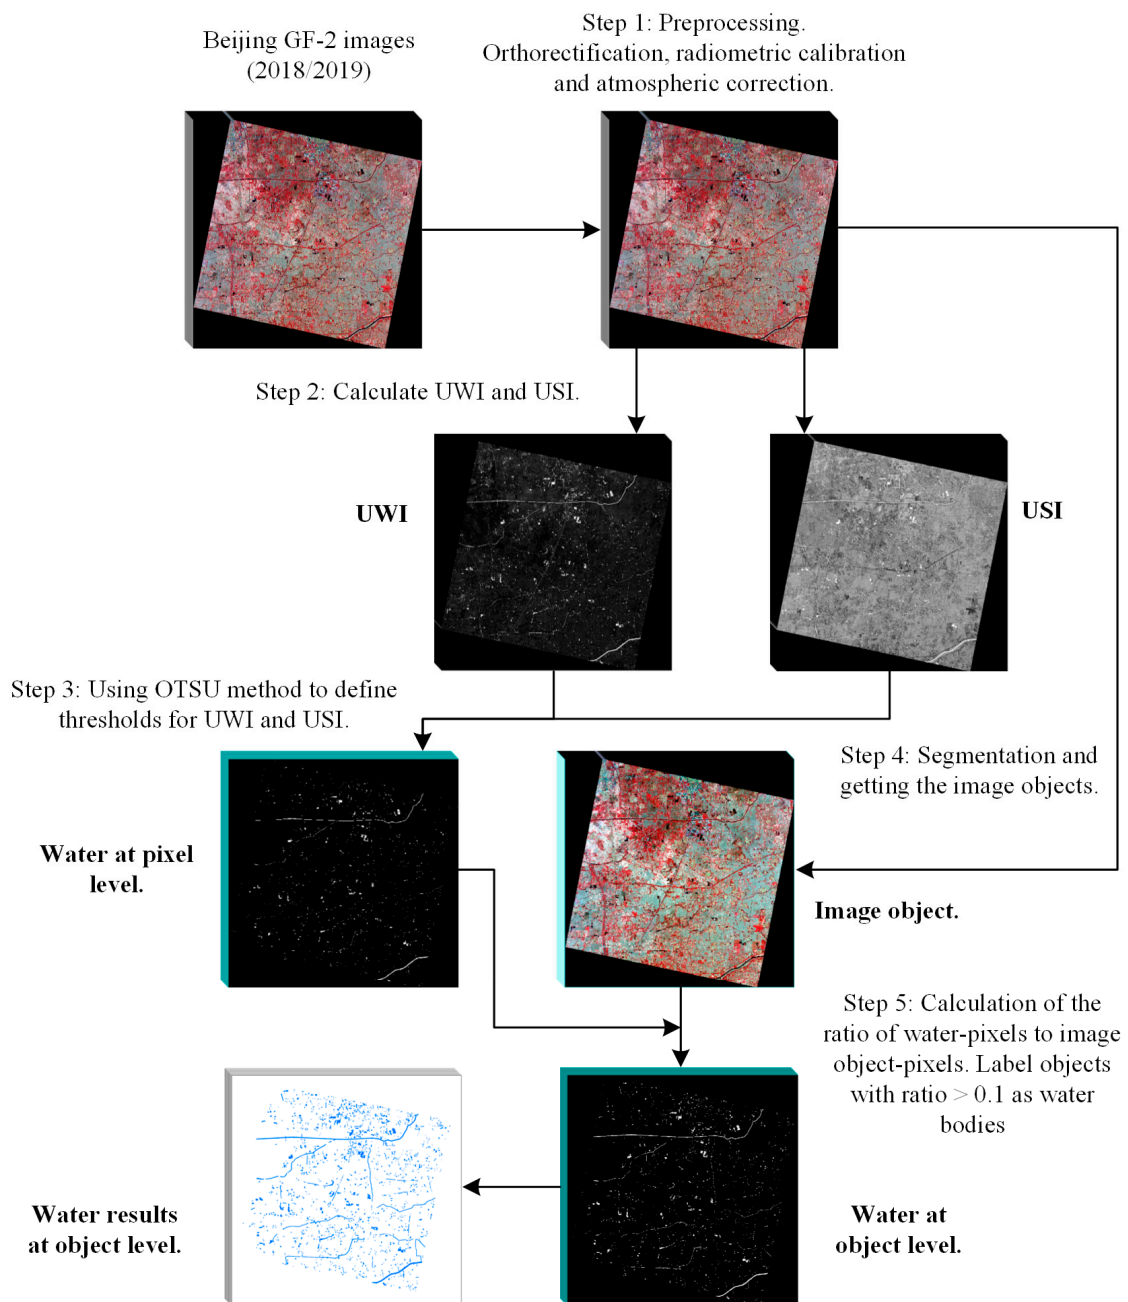 Beijing GF-2 images
(2018/2019)
Step 1: Preprocessing.
Orthorectification, radiometric calibration
and atmospheric correction.
Step 2: Calculate UWI and USI.
UWI
USI
Step 3: Using OTSU method to define
thresholds for UWI and USI.
Step 4: Segmentation and
getting the image objects.
Water at pixel
level.
Image object.
Step 5: Calculation of the
ratio of water-pixels to image
object-pixels. Label objects
with ratio > 0.1 as water
bodies
Water results
at object level.
Water at
object level.